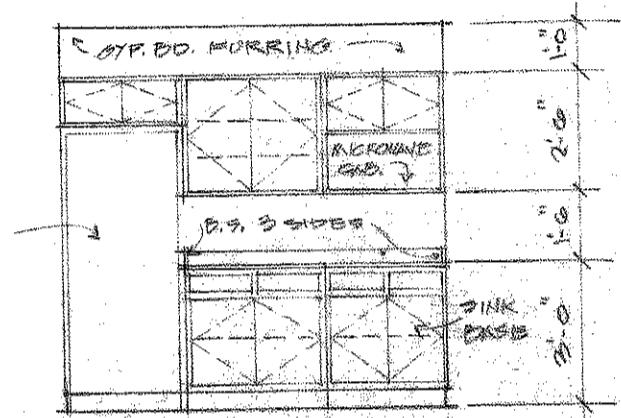 GYP. BD. FURRING
1'-0"
2'-6"
MICROWAVE
CAB.
1'-6"
B.S. 3 SIDES
SINK
BASE
3'-0"